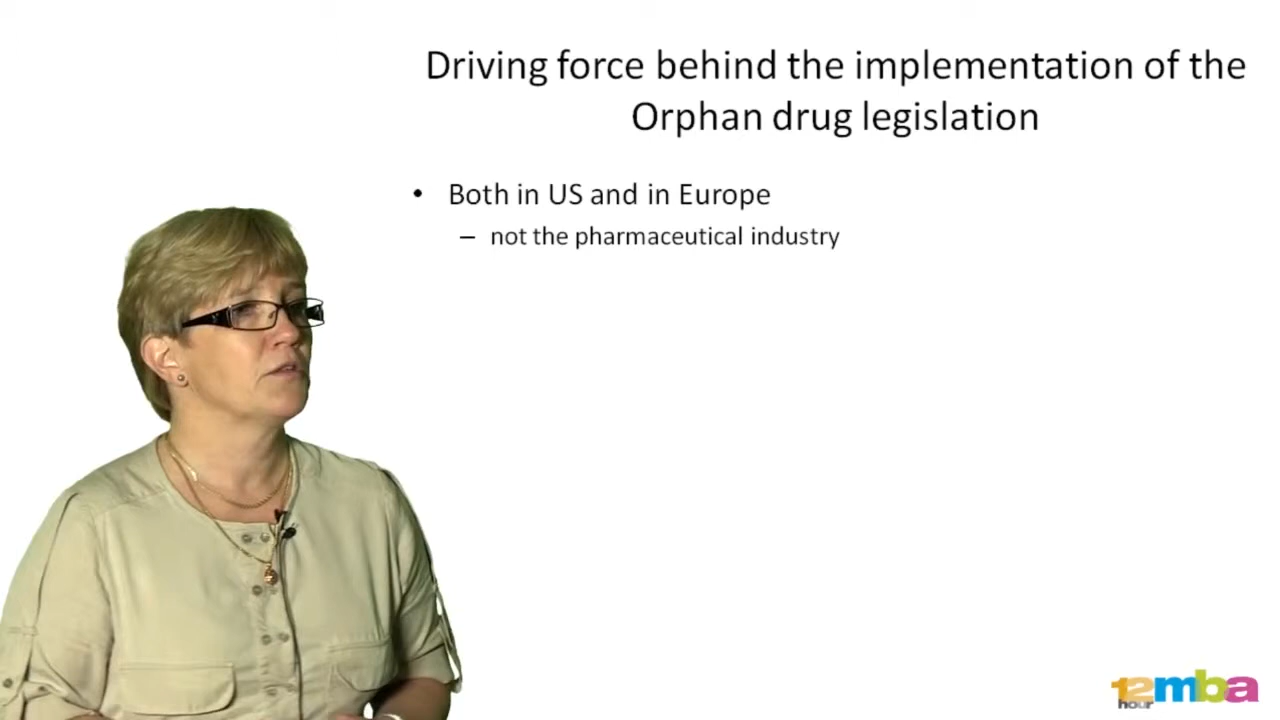 Driving force behind the implementation of the
Orphan drug legislation
• Both in US and in Europe
– not the pharmaceutical industry
12mba
hour